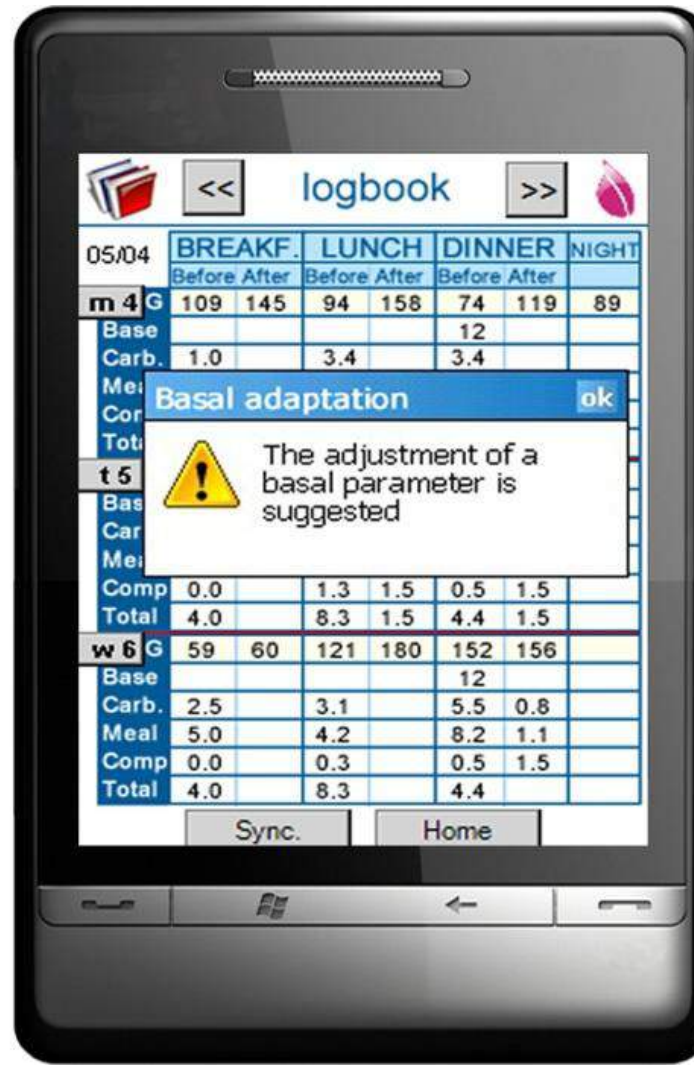 << logbook >>
05/04 BREAKF. LUNCH DINNER NIGHT
Before After Before After Before After
m 4 G 109 145 94 158 74 119 89
Base 12
Carb. 1.0 3.4 3.4
Basal adaptation ok
The adjustment of a
basal parameter is
suggested
t 5
Comp 0.0 1.3 1.5 0.5 1.5
Total 4.0 8.3 1.5 4.4 1.5
w 6 G 59 60 121 180 152 156
Base 12
Carb. 2.5 3.1 5.5 0.8
Meal 5.0 4.2 8.2 1.1
Comp 0.0 0.3 0.5 1.5
Total 4.0 8.3 4.4
Sync. Home